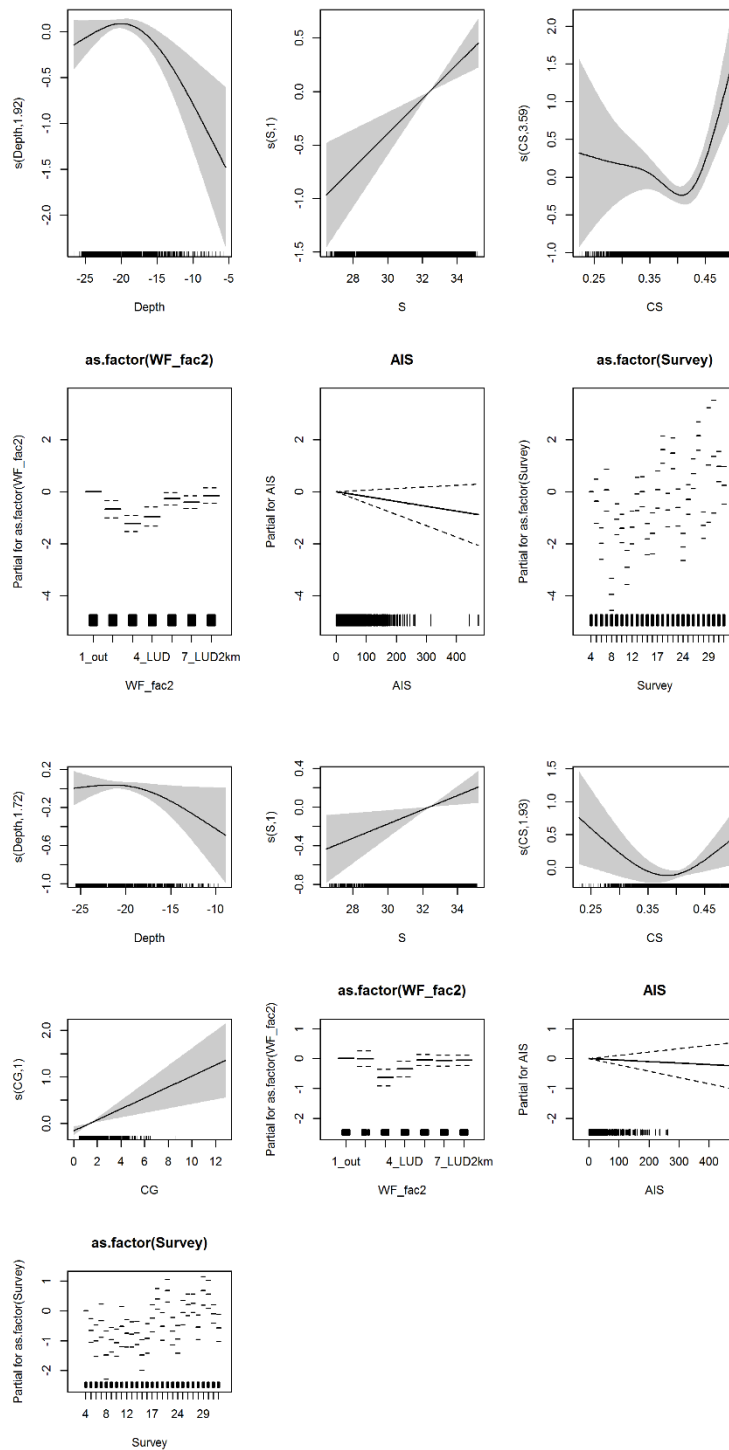 s(Depth,1.92)
0.0
-0.5
-1.0
-1.5
-2.0
-25 -20 -15 -10 -5
Depth
s(S,1)
0.5
0.0
-0.5
-1.0
-1.5
28 30 32 34
S
s(CS,3.59)
2.0
1.5
1.0
0.5
0.0
-1.0
0.25 0.35 0.45
CS
as.factor(WF_fac2)
Partial for as.factor(WF_fac2)
2
0
-2
-4
1_out 4_LUD 7_LUD2km
WF_fac2
AIS
Partial for AIS
2
0
-2
-4
0 100 200 300 400
AIS
as.factor(Survey)
Partial for as.factor(Survey)
2
0
-2
-4
4 8 12 17 24 29
Survey
s(Depth,1.72)
0.2
-0.2
-0.6
-1.0
-25 -20 -15 -10
Depth
s(S,1)
0.4
0.0
-0.4
-0.8
28 30 32 34
S
s(CS,1.93)
1.5
1.0
0.5
0.0
0.25 0.35 0.45
CS
s(CG,1)
2.0
1.0
0.0
0 2 4 6 8 10 12
CG
as.factor(WF_fac2)
Partial for as.factor(WF_fac2)
1
0
-1
-2
1_out 4_LUD 7_LUD2km
WF_fac2
AIS
Partial for AIS
1
0
-1
-2
0 100 200 300 400
AIS
as.factor(Survey)
Partial for as.factor(Survey)
1
0
-1
-2
4 8 12 17 24 29
Survey